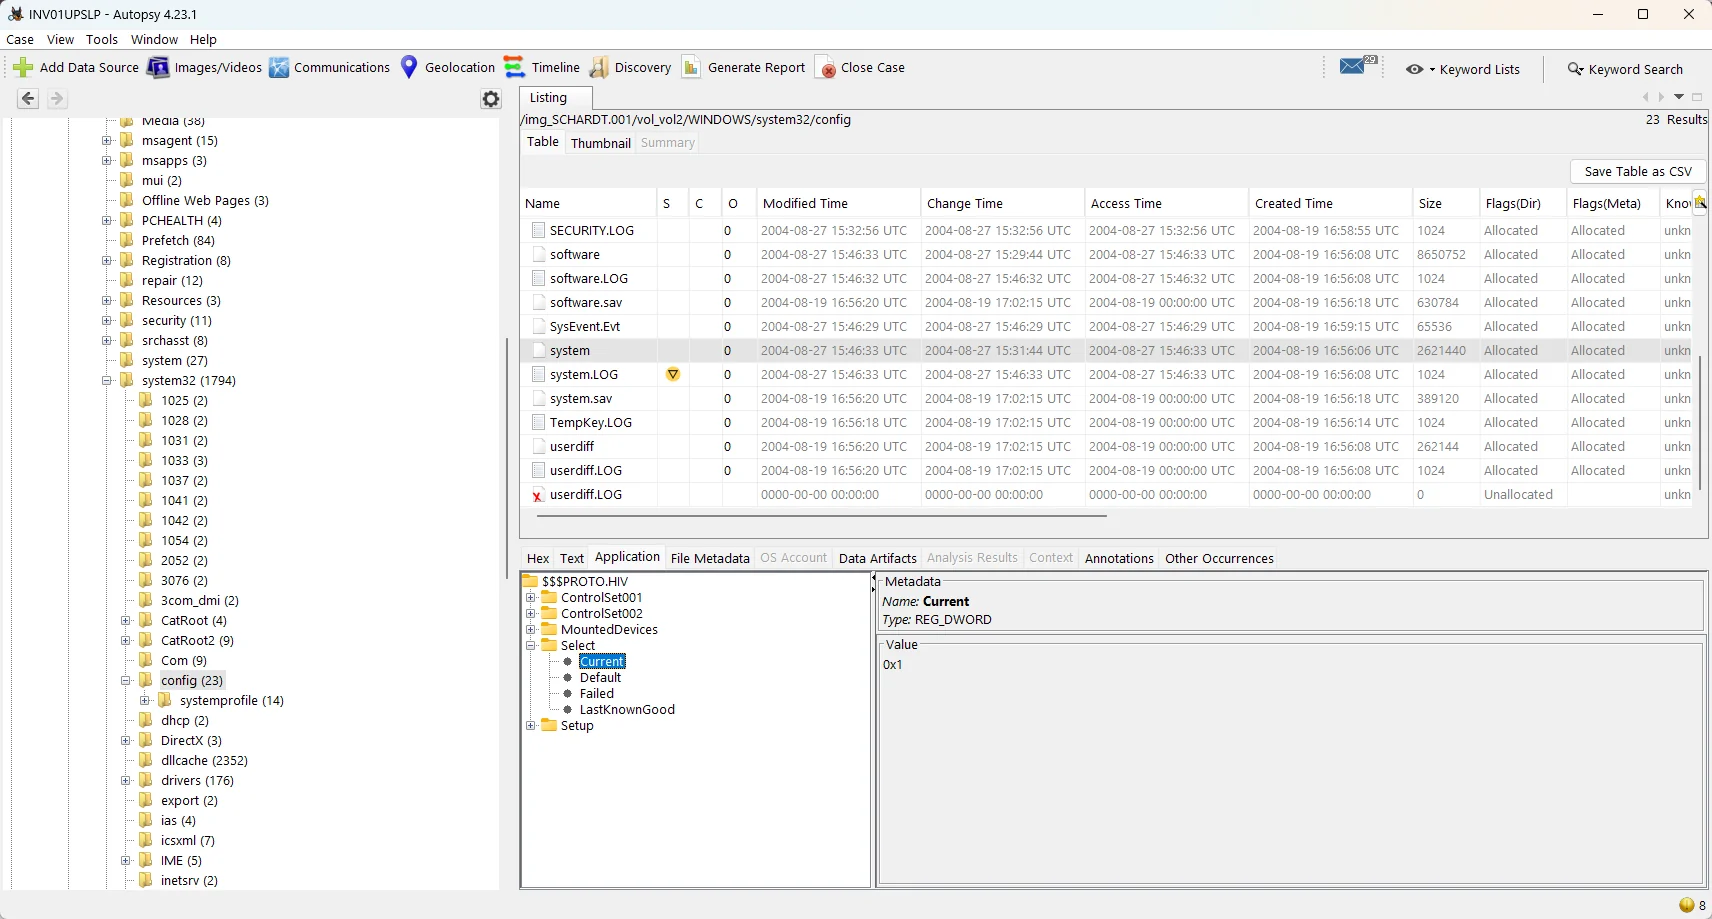 INV01UPSLP - Autopsy 4.23.1
Case View Tools Window Help
Add Data Source Images/Videos Communications Geolocation Timeline Discovery Generate Report Close Case 29 Keyword Lists Keyword Search
Media (38)
msagent (15)
msapps (3)
mui (2)
Offline Web Pages (3)
PCHEALTH (4)
Prefetch (84)
Registration (8)
repair (12)
Resources (3)
security (11)
srchasst (8)
system (27)
system32 (1794)
1025 (2)
1028 (2)
1031 (2)
1033 (3)
1037 (2)
1041 (2)
1042 (2)
1054 (2)
2052 (2)
3076 (2)
3com_dmi (2)
CatRoot (4)
CatRoot2 (9)
Com (9)
config (23)
systemprofile (14)
dhcp (2)
DirectX (3)
dllcache (2352)
drivers (176)
export (2)
ias (4)
icsxml (7)
IME (5)
inetsrv (2)
Listing
/img_SCHARDT.001/vol_vol2/WINDOWS/system32/config 23 Results
Table Thumbnail Summary
Save Table as CSV
Name S C O Modified Time Change Time Access Time Created Time Size Flags(Dir) Flags(Meta) Kno
SECURITY.LOG 0 2004-08-27 15:32:56 UTC 2004-08-27 15:32:56 UTC 2004-08-27 15:32:56 UTC 2004-08-19 16:58:55 UTC 1024 Allocated Allocated unkn
software 0 2004-08-27 15:46:33 UTC 2004-08-27 15:29:44 UTC 2004-08-27 15:46:33 UTC 2004-08-19 16:56:08 UTC 8650752 Allocated Allocated unkn
software.LOG 0 2004-08-27 15:46:32 UTC 2004-08-27 15:46:33 UTC 2004-08-27 15:46:32 UTC 2004-08-19 16:56:08 UTC 1024 Allocated Allocated unkn
software.sav 0 2004-08-19 16:56:20 UTC 2004-08-19 17:02:15 UTC 2004-08-19 00:00:00 UTC 2004-08-19 16:56:18 UTC 630784 Allocated Allocated unkn
SysEvent.Evt 0 2004-08-27 15:46:29 UTC 2004-08-27 15:46:29 UTC 2004-08-27 15:46:29 UTC 2004-08-19 16:59:15 UTC 65536 Allocated Allocated unkn
system 0 2004-08-27 15:46:33 UTC 2004-08-27 15:31:44 UTC 2004-08-27 15:46:33 UTC 2004-08-19 16:56:06 UTC 2621440 Allocated Allocated unkn
system.LOG 0 2004-08-27 15:46:33 UTC 2004-08-27 15:46:33 UTC 2004-08-27 15:46:33 UTC 2004-08-19 16:56:08 UTC 1024 Allocated Allocated unkn
system.sav 0 2004-08-19 16:56:20 UTC 2004-08-19 17:02:15 UTC 2004-08-19 00:00:00 UTC 2004-08-19 16:56:18 UTC 389120 Allocated Allocated unkn
TempKey.LOG 0 2004-08-19 16:56:18 UTC 2004-08-19 17:02:15 UTC 2004-08-19 00:00:00 UTC 2004-08-19 16:56:14 UTC 1024 Allocated Allocated unkn
userdiff 0 2004-08-19 16:56:20 UTC 2004-08-19 17:02:15 UTC 2004-08-19 00:00:00 UTC 2004-08-19 16:56:08 UTC 262144 Allocated Allocated unkn
userdiff.LOG 0 2004-08-19 16:56:20 UTC 2004-08-19 17:02:15 UTC 2004-08-19 00:00:00 UTC 2004-08-19 16:56:08 UTC 1024 Allocated Allocated unkn
userdiff.LOG 0000-00-00 00:00:00 0000-00-00 00:00:00 0000-00-00 00:00:00 0000-00-00 00:00:00 0 Unallocated unkn
Hex Text Application File Metadata OS Account Data Artifacts Analysis Results Context Annotations Other Occurrences
$$$PROTO.HIV
ControlSet001
ControlSet002
MountedDevices
Select
Current
Default
Failed
LastKnownGood
Setup
Metadata
Name: Current
Type: REG_DWORD
Value
0x1
8